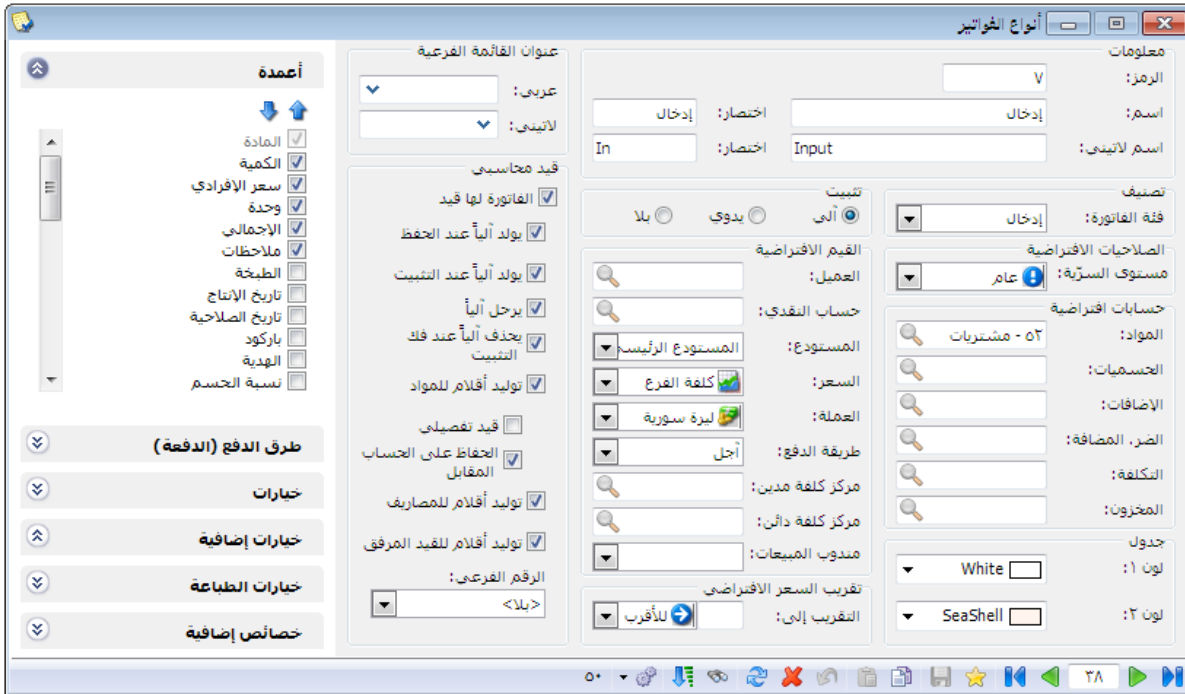 أنواع الفواتير
معلومات
الرمز: ٧
اسم: إدخال اختصار: إدخال
اسم لاتيني: Input اختصار: In
تصنيف
فئة الفاتورة: إدخال
تثبيت
آلي يدوي بلا
الصلاحيات الافتراضية
مستوى السرّية: عام
حسابات افتراضية
المواد: ٥٢ - مشتريات
الحسميات:
الإضافات:
الضر. المضافة:
التكلفة:
المخزون:
جدول
لون ١: White
لون ٢: SeaShell
القيم الافتراضية
العميل:
حساب النقدي:
المستودع: المستودع الرئيسي
السعر: كلفة الفرع
العملة: ليرة سورية
طريقة الدفع: آجل
مركز كلفة مدين:
مركز كلفة دائن:
مندوب المبيعات:
تقريب السعر الافتراضي
التقريب إلى: للأقرب
عنوان القائمة الفرعية
عربي:
لاتيني:
قيد محاسبي
الفاتورة لها قيد
يولد آلياً عند الحفظ
يولد آلياً عند التثبيت
يرحل آلياً
يحذف آلياً عند فك
التثبيت
توليد أقلام للمواد
قيد تفصيلي
الحفاظ على الحساب
المقابل
توليد أقلام للمصاريف
توليد أقلام للقيد المرفق
الرقم الفرعي:
<بلا>
أعمدة
المادة
الكمية
سعر الإفرادي
وحدة
الإجمالي
ملاحظات
الطبخة
تاريخ الإنتاج
تاريخ الصلاحية
باركود
الهدية
نسبة الحسم
طرق الدفع (الدفعة)
خيارات
خيارات إضافية
خيارات الطباعة
خصائص إضافية
٣٨
٥٠